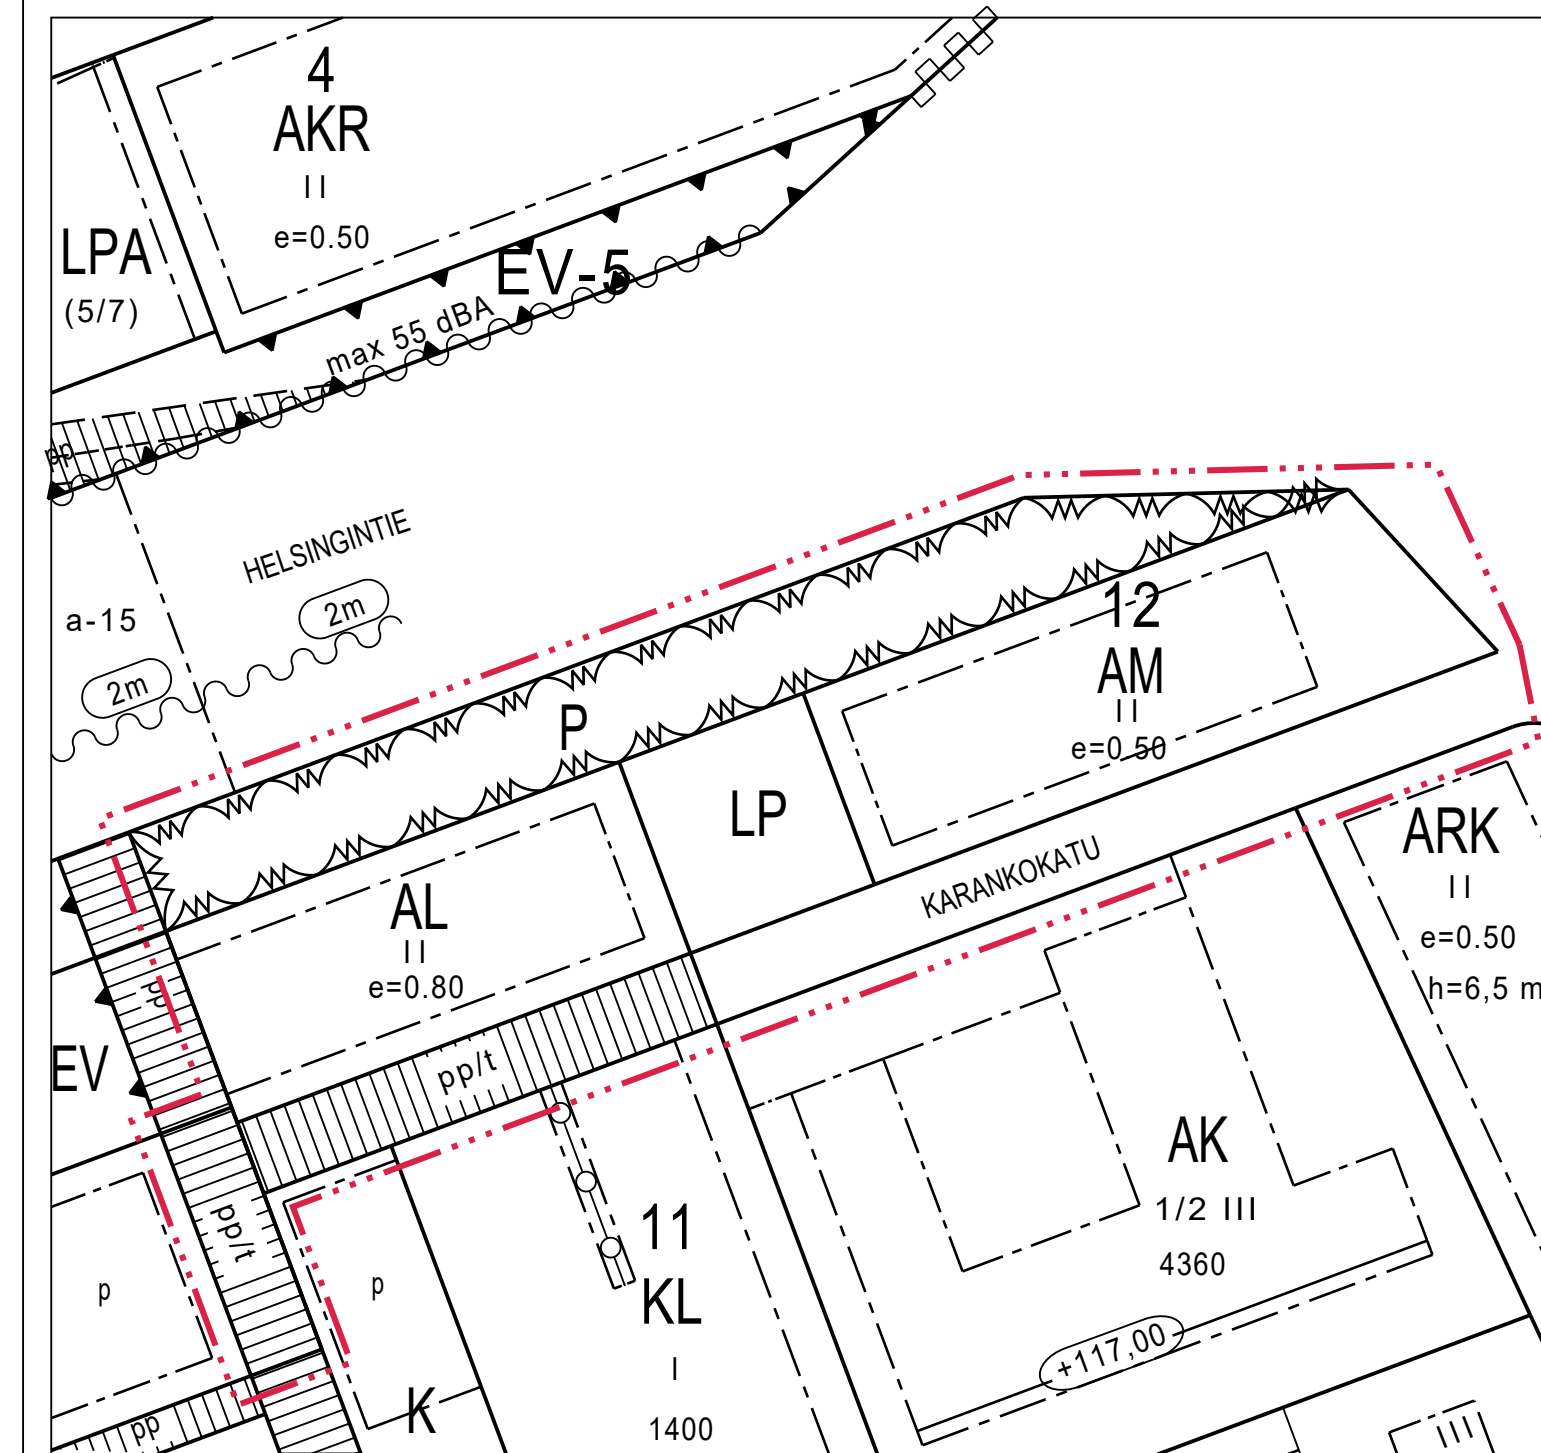 4
AKR
II
e=0.50
LPA
(5/7)
EV-5
max 55 dBA
pp
HELSINGINTIE
a-15
2m
2m
12
AM
II
e=0.50
P
LP
KARANKOKATU
ARK
II
e=0.50
h=6,5 m
AL
II
e=0.80
pp
EV
pp/t
AK
1/2 III
4360
pp/t
11
KL
I
1400
p
p
+117,00
K
pp
III